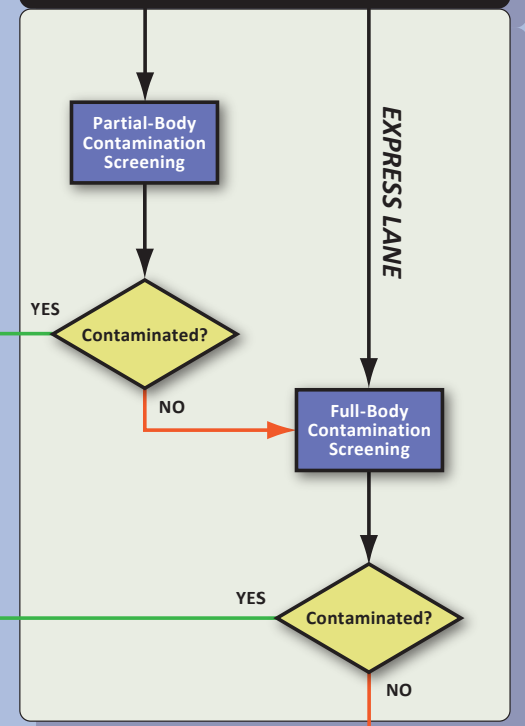 Partial-Body
Contamination
Screening
EXPRESS LANE
YES
Contaminated?
NO
Full-Body
Contamination
Screening
YES
Contaminated?
NO